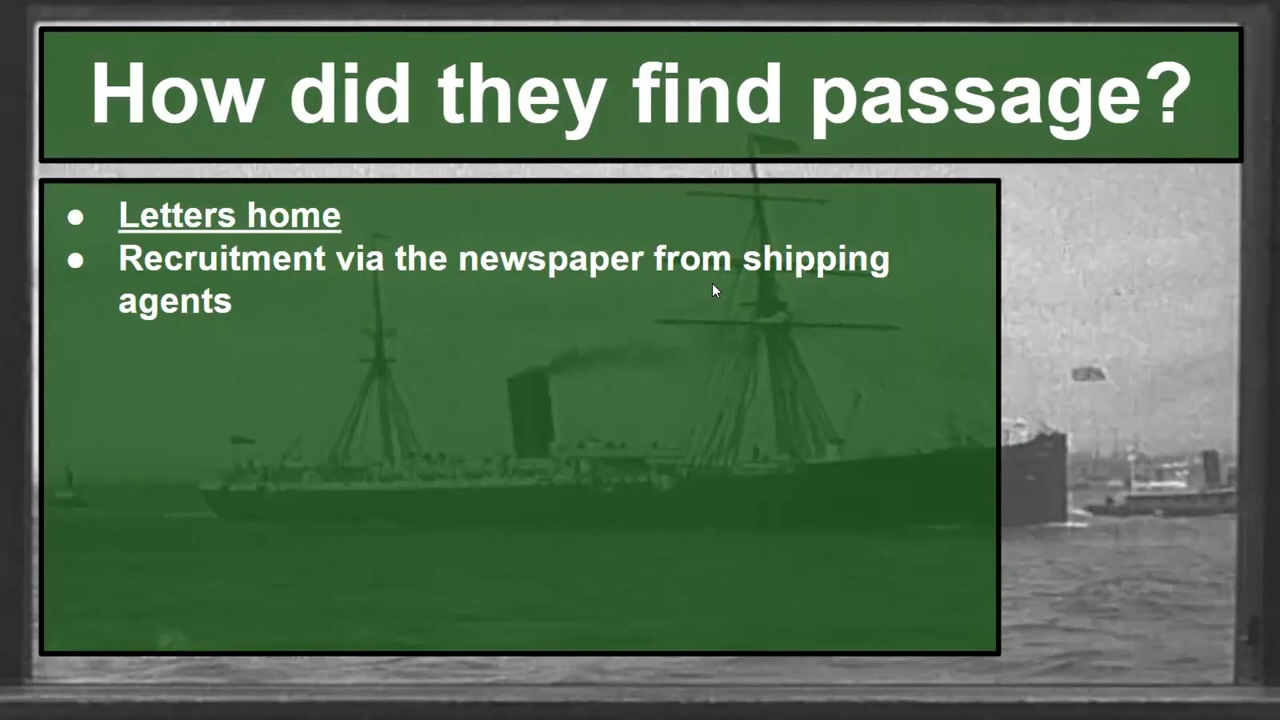 How did they find passage?
● Letters home
● Recruitment via the newspaper from shipping
agents